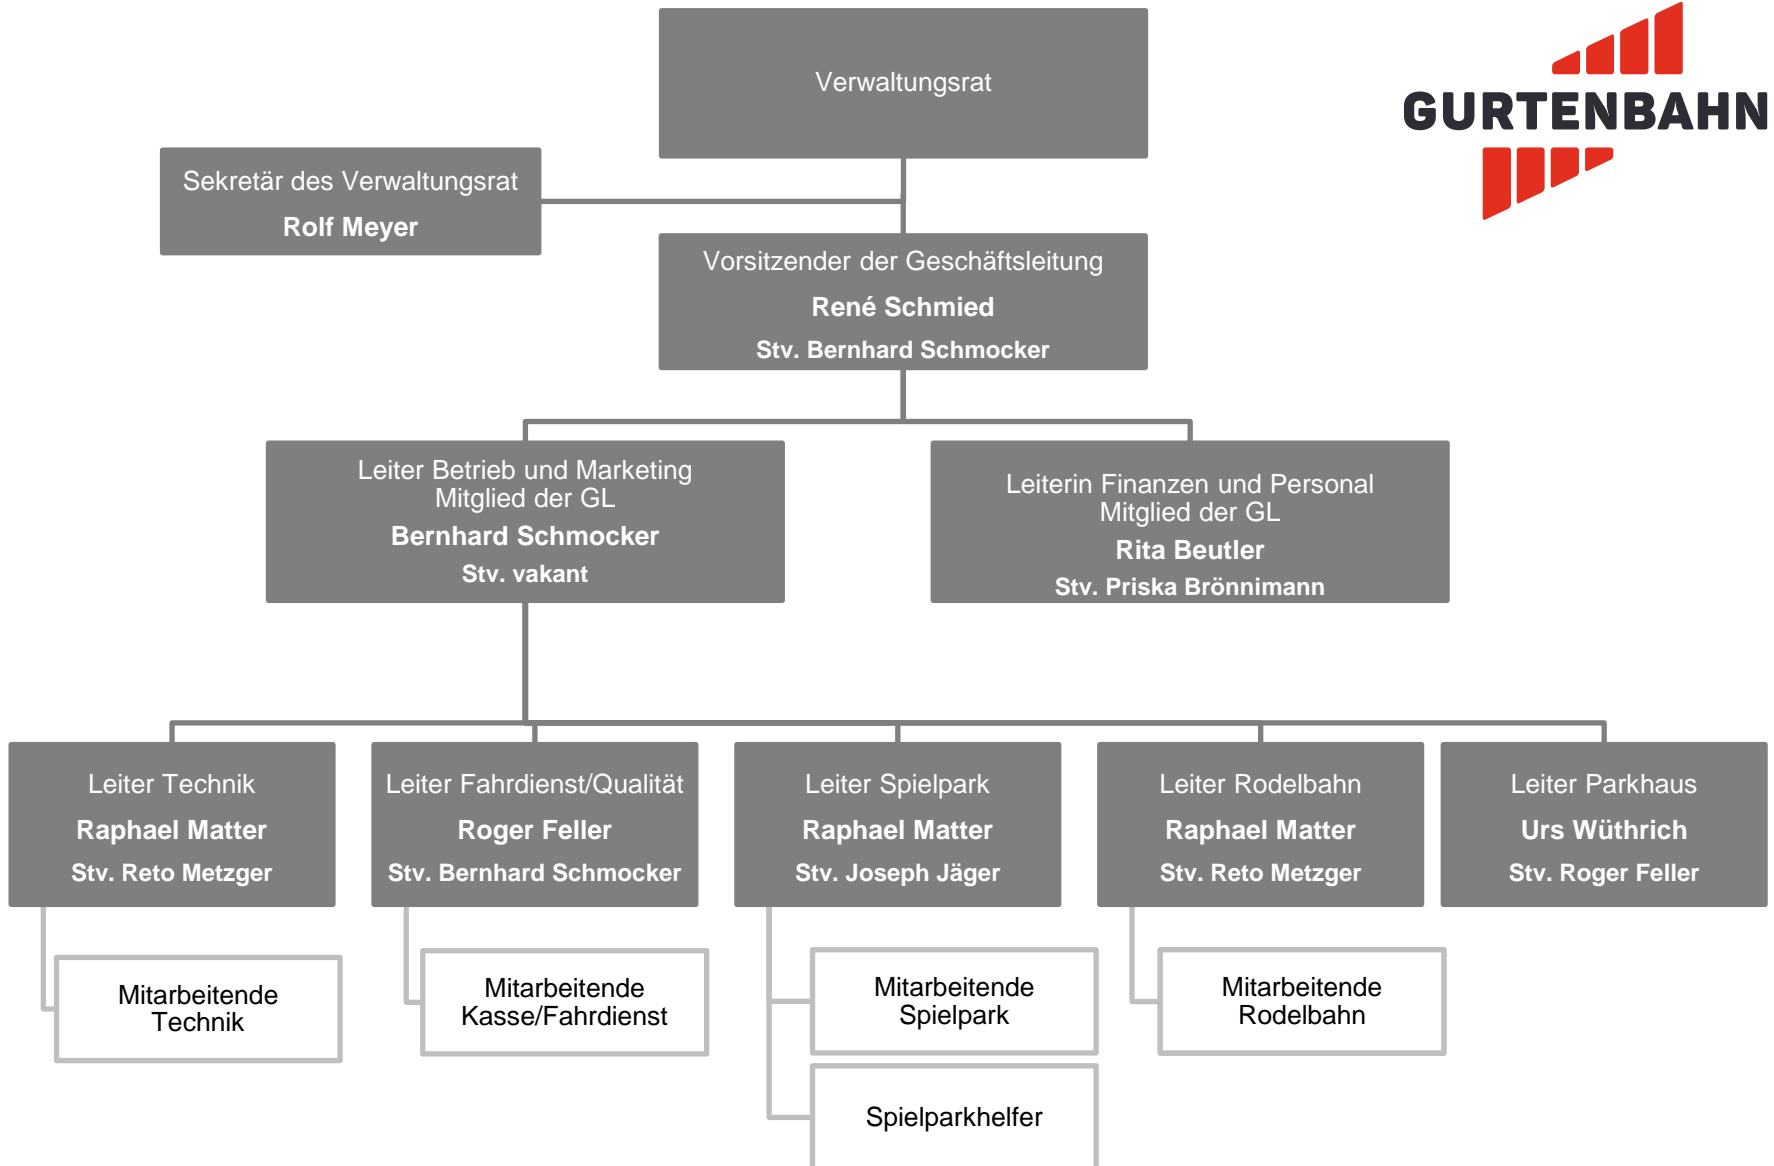 Verwaltungsrat
GURTENBAHN
Sekretär des Verwaltungsrat
Rolf Meyer
Vorsitzender der Geschäftsleitung
René Schmied
Stv. Bernhard Schmocker
Leiter Betrieb und Marketing
Mitglied der GL
Bernhard Schmocker
Stv. vakant
Leiterin Finanzen und Personal
Mitglied der GL
Rita Beutler
Stv. Priska Brönnimann
Leiter Technik
Raphael Matter
Stv. Reto Metzger
Leiter Fahrdienst/Qualität
Roger Feller
Stv. Bernhard Schmocker
Leiter Spielpark
Raphael Matter
Stv. Joseph Jäger
Leiter Rodelbahn
Raphael Matter
Stv. Reto Metzger
Leiter Parkhaus
Urs Wüthrich
Stv. Roger Feller
Mitarbeitende
Technik
Mitarbeitende
Kasse/Fahrdienst
Mitarbeitende
Spielpark
Mitarbeitende
Rodelbahn
Spielparkhelfer